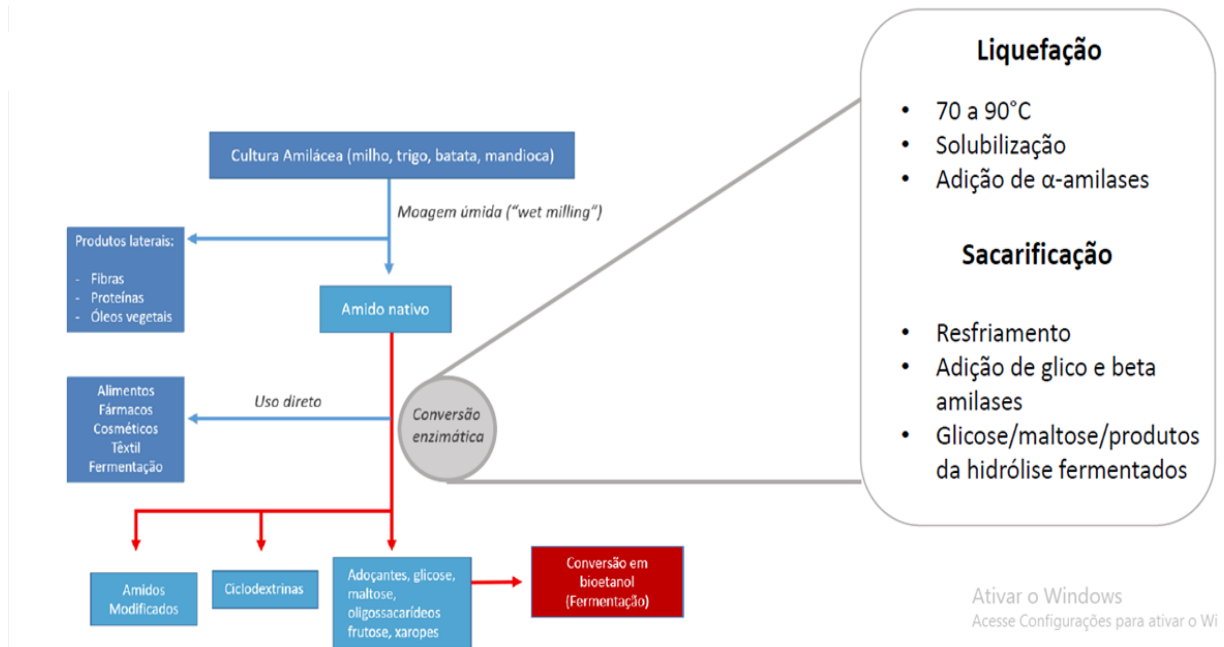 Cultura Amilácea (milho, trigo, batata, mandioca)
Moagem úmida (“wet milling”)
Produtos laterais:
- Fibras
- Proteínas
- Óleos vegetais
Amido nativo
Alimentos
Fármacos
Cosméticos
Têxtil
Fermentação
Uso direto
Conversão
enzimática
Amidos
Modificados
Ciclodextrinas
Adoçantes, glicose,
maltose,
oligossacarídeos
frutose, xaropes
Conversão em
bioetanol
(Fermentação)
Liquefação
• 70 a 90°C
• Solubilização
• Adição de α-amilases
Sacarificação
• Resfriamento
• Adição de glico e beta
amilases
• Glicose/maltose/produtos
da hidrólise fermentados
Ativar o Windows
Acesse Configurações para ativar o Wi